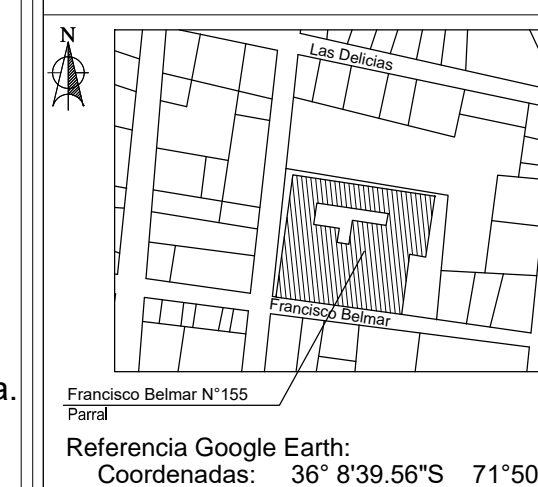 N
Las Delicias
Francisco Belmar
a.
Francisco Belmar N°155
Parral
Referencia Google Earth:
Coordenadas: 36° 8'39.56"S 71°50